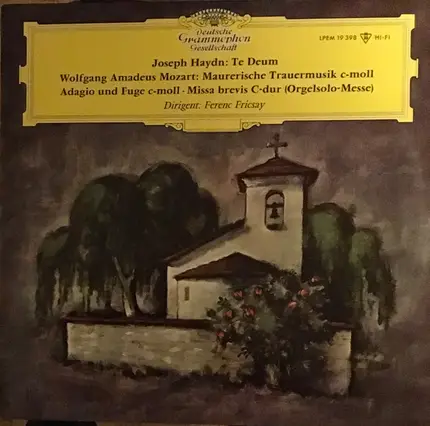 Deutsche
Grammophon
Gesellschaft
LPEM 19 398 HI-FI
Joseph Haydn: Te Deum
Wolfgang Amadeus Mozart: Maurerische Trauermusik c-moll
Adagio und Fuge c-moll · Missa brevis C-dur (Orgelsolo-Messe)
Dirigent: Ferenc Fricsay